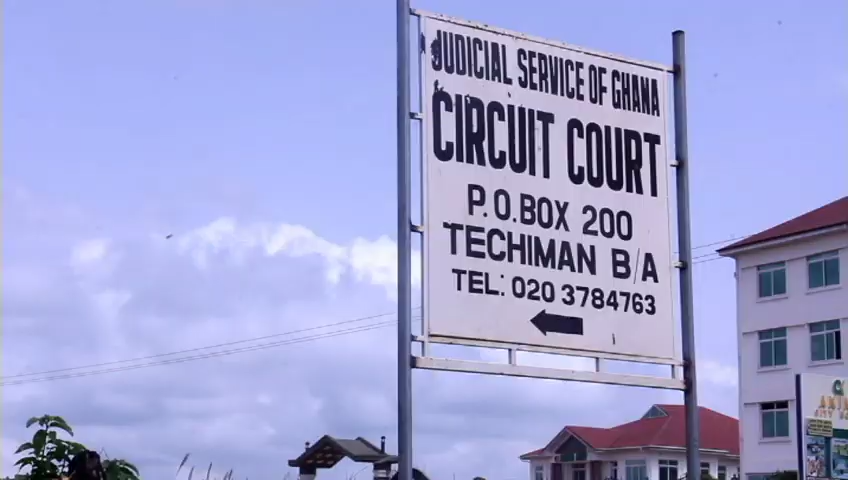 JUDICIAL SERVICE OF GHANA
CIRCUIT COURT
P.O.BOX 200
TECHIMAN B/A
TEL: 020 3784763